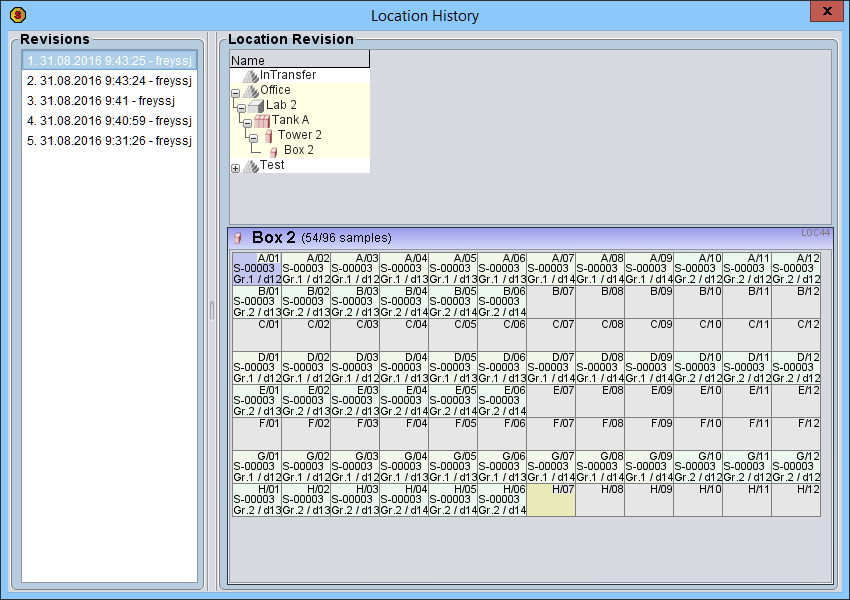 Location History
x
Revisions
1. 31.08.2016 9:43:25 - freyssj
2. 31.08.2016 9:43:24 - freyssj
3. 31.08.2016 9:41 - freyssj
4. 31.08.2016 9:40:59 - freyssj
5. 31.08.2016 9:31:26 - freyssj
Location Revision
Name
InTransfer
Office
Lab 2
Tank A
Tower 2
Box 2
Test
Box 2 (54/96 samples) LOC44
A/01 A/02 A/03 A/04 A/05 A/06 A/07 A/08 A/09 A/10 A/11 A/12
S-00003 S-00003 S-00003 S-00003 S-00003 S-00003 S-00003 S-00003 S-00003 S-00003 S-00003 S-00003
Gr.1 / d12 Gr.1 / d12 Gr.1 / d12 Gr.1 / d13 Gr.1 / d13 Gr.1 / d13 Gr.1 / d14 Gr.1 / d14 Gr.1 / d14 Gr.2 / d12 Gr.2 / d12 Gr.2 / d12
B/01 B/02 B/03 B/04 B/05 B/06 B/07 B/08 B/09 B/10 B/11 B/12
S-00003 S-00003 S-00003 S-00003 S-00003 S-00003
Gr.2 / d13 Gr.2 / d13 Gr.2 / d13 Gr.2 / d14 Gr.2 / d14 Gr.2 / d14
C/01 C/02 C/03 C/04 C/05 C/06 C/07 C/08 C/09 C/10 C/11 C/12
D/01 D/02 D/03 D/04 D/05 D/06 D/07 D/08 D/09 D/10 D/11 D/12
S-00003 S-00003 S-00003 S-00003 S-00003 S-00003 S-00003 S-00003 S-00003 S-00003 S-00003 S-00003
Gr.1 / d12 Gr.1 / d12 Gr.1 / d12 Gr.1 / d13 Gr.1 / d13 Gr.1 / d13 Gr.1 / d14 Gr.1 / d14 Gr.1 / d14 Gr.2 / d12 Gr.2 / d12 Gr.2 / d12
E/01 E/02 E/03 E/04 E/05 E/06 E/07 E/08 E/09 E/10 E/11 E/12
S-00003 S-00003 S-00003 S-00003 S-00003 S-00003
Gr.2 / d13 Gr.2 / d13 Gr.2 / d13 Gr.2 / d14 Gr.2 / d14 Gr.2 / d14
F/01 F/02 F/03 F/04 F/05 F/06 F/07 F/08 F/09 F/10 F/11 F/12
G/01 G/02 G/03 G/04 G/05 G/06 G/07 G/08 G/09 G/10 G/11 G/12
S-00003 S-00003 S-00003 S-00003 S-00003 S-00003 S-00003 S-00003 S-00003 S-00003 S-00003 S-00003
Gr.1 / d12 Gr.1 / d12 Gr.1 / d12 Gr.1 / d13 Gr.1 / d13 Gr.1 / d13 Gr.1 / d14 Gr.1 / d14 Gr.1 / d14 Gr.2 / d12 Gr.2 / d12 Gr.2 / d12
H/01 H/02 H/03 H/04 H/05 H/06 H/07 H/08 H/09 H/10 H/11 H/12
S-00003 S-00003 S-00003 S-00003 S-00003 S-00003
Gr.2 / d13 Gr.2 / d13 Gr.2 / d13 Gr.2 / d14 Gr.2 / d14 Gr.2 / d14